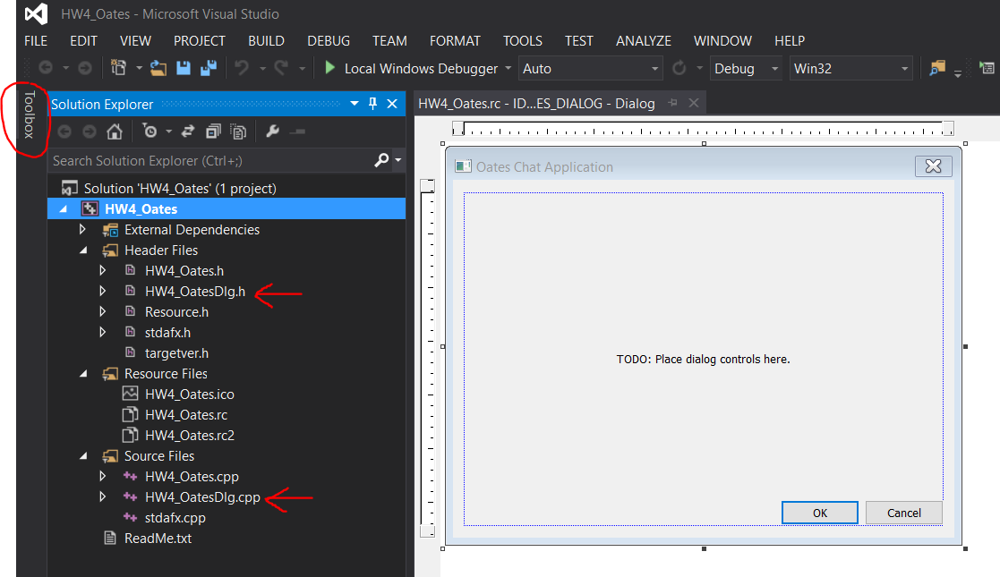 HW4_Oates - Microsoft Visual Studio
FILE EDIT VIEW PROJECT BUILD DEBUG TEAM FORMAT TOOLS TEST ANALYZE WINDOW HELP
Local Windows Debugger Auto Debug Win32
Toolbox
Solution Explorer
HW4_Oates.rc - ID...ES_DIALOG - Dialog
Search Solution Explorer (Ctrl+;)
Solution 'HW4_Oates' (1 project)
HW4_Oates
External Dependencies
Header Files
HW4_Oates.h
HW4_OatesDlg.h
Resource.h
stdafx.h
targetver.h
Resource Files
HW4_Oates.ico
HW4_Oates.rc
HW4_Oates.rc2
Source Files
HW4_Oates.cpp
HW4_OatesDlg.cpp
stdafx.cpp
ReadMe.txt
Oates Chat Application
TODO: Place dialog controls here.
OK Cancel